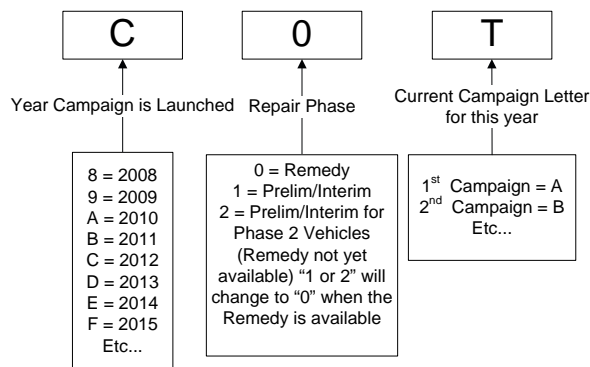 C
0
T
Year Campaign is Launched
Repair Phase
Current Campaign Letter
for this year
8 = 2008
9 = 2009
A = 2010
B = 2011
C = 2012
D = 2013
E = 2014
F = 2015
Etc...
0 = Remedy
1 = Prelim/Interim
2 = Prelim/Interim for
Phase 2 Vehicles
(Remedy not yet
available) “1 or 2” will
change to “0” when the
Remedy is available
1st Campaign = A
2nd Campaign = B
Etc...